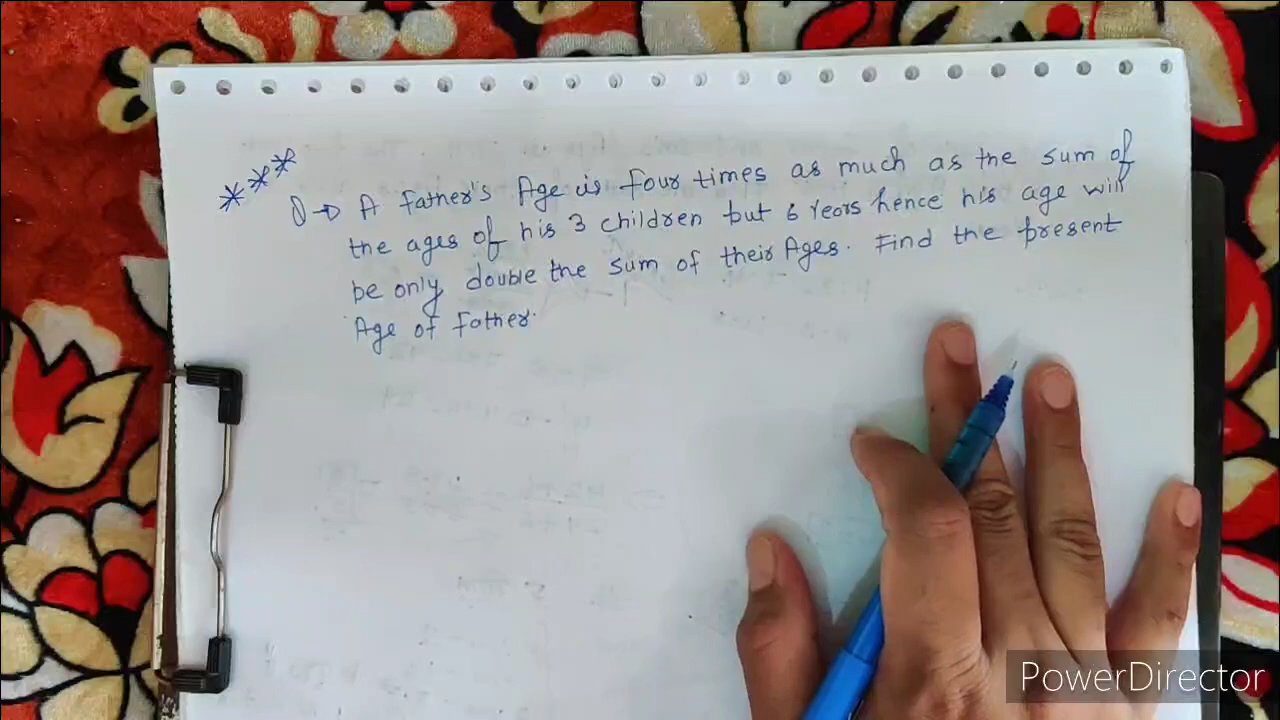 ***
Q→ A father's Age is four times as much as the sum of
the ages of his 3 children but 6 Years hence his age will
be only double the sum of their Ages. Find the present
Age of Father.
PowerDirector